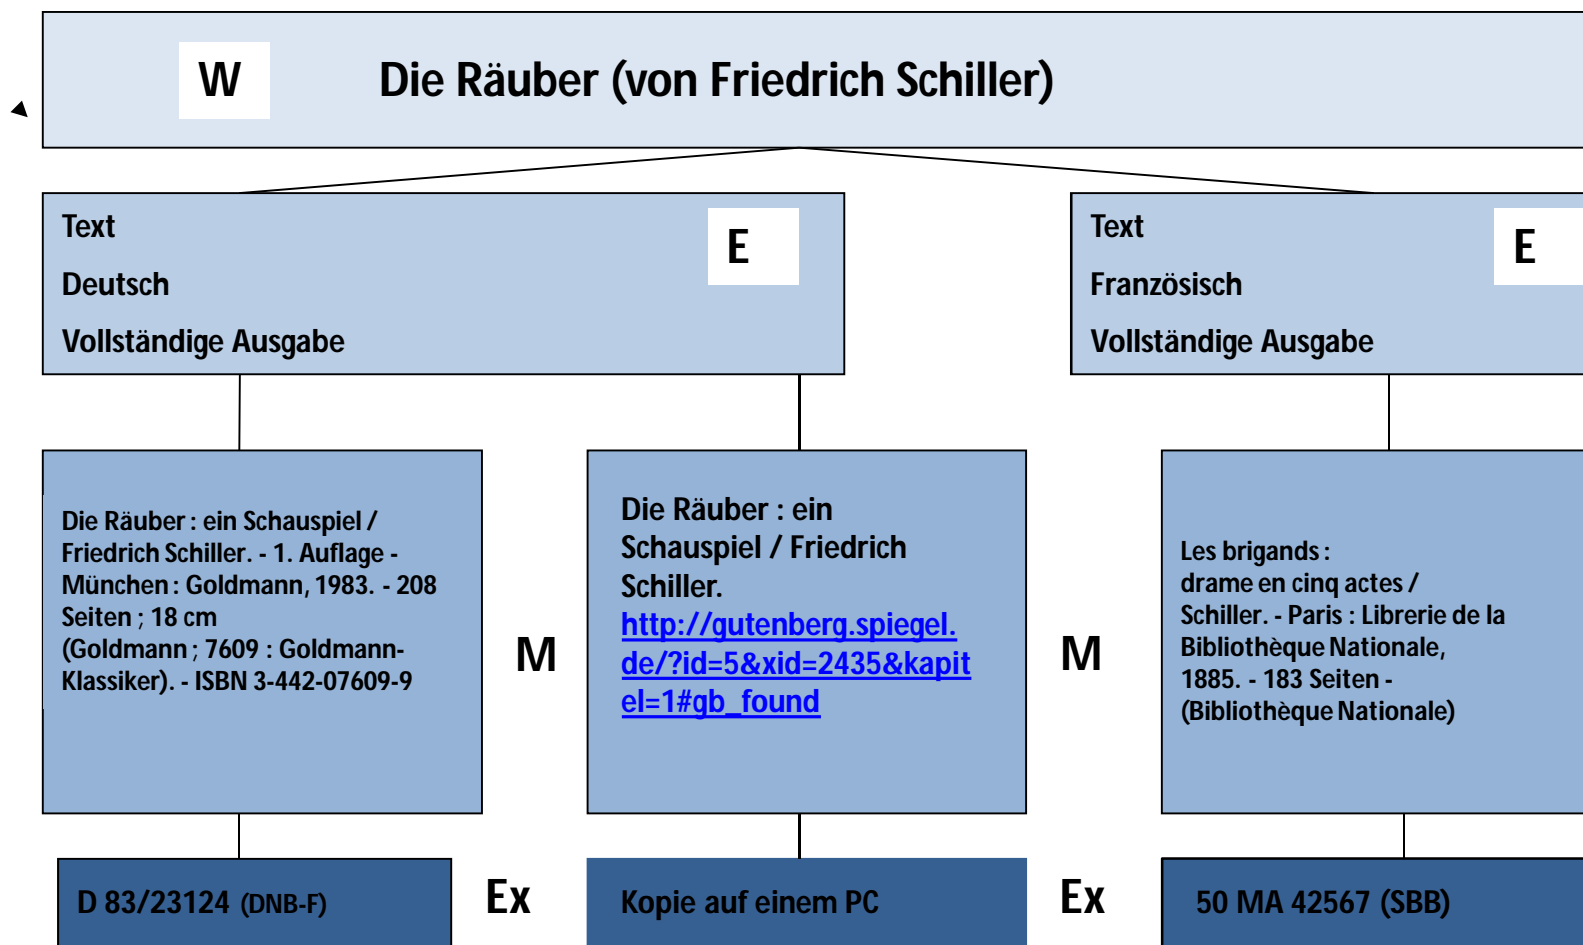 W
Die Räuber (von Friedrich Schiller)
Text
Deutsch
Vollständige Ausgabe
E
Text
Französisch
Vollständige Ausgabe
E
Die Räuber : ein Schauspiel /
Friedrich Schiller. - 1. Auflage -
München : Goldmann, 1983. - 208
Seiten ; 18 cm
(Goldmann ; 7609 : Goldmann-
Klassiker). - ISBN 3-442-07609-9
M
Die Räuber : ein
Schauspiel / Friedrich
Schiller.
http://gutenberg.spiegel.
de/?id=5&xid=2435&kapit
el=1#gb_found
M
Les brigands :
drame en cinq actes /
Schiller. - Paris : Librerie de la
Bibliothèque Nationale,
1885. - 183 Seiten -
(Bibliothèque Nationale)
D 83/23124 (DNB-F)
Ex
Kopie auf einem PC
Ex
50 MA 42567 (SBB)